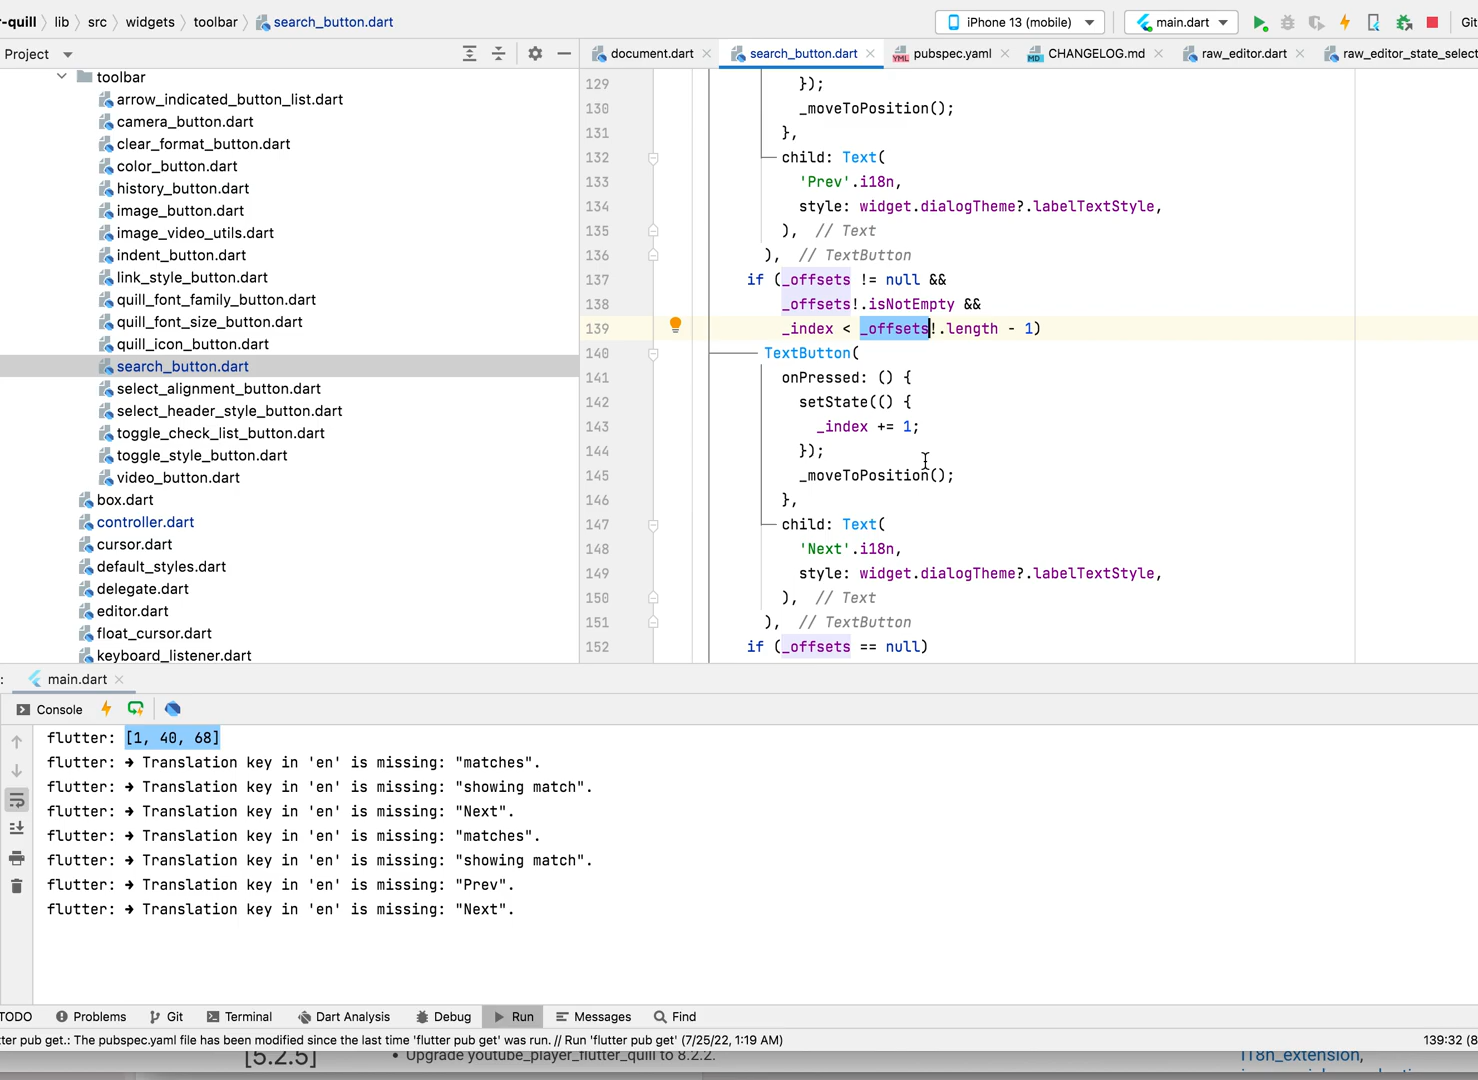 -quill lib src widgets toolbar search_button.dart iPhone 13 (mobile) main.dart Git
Project document.dart search_button.dart pubspec.yaml CHANGELOG.md raw_editor.dart raw_editor_state_select
toolbar
arrow_indicated_button_list.dart
camera_button.dart
clear_format_button.dart
color_button.dart
history_button.dart
image_button.dart
image_video_utils.dart
indent_button.dart
link_style_button.dart
quill_font_family_button.dart
quill_font_size_button.dart
quill_icon_button.dart
search_button.dart
select_alignment_button.dart
select_header_style_button.dart
toggle_check_list_button.dart
toggle_style_button.dart
video_button.dart
box.dart
controller.dart
cursor.dart
default_styles.dart
delegate.dart
editor.dart
float_cursor.dart
keyboard_listener.dart
129 });
130 _moveToPosition();
131 },
132 child: Text(
133 'Prev'.i18n,
134 style: widget.dialogTheme?.labelTextStyle,
135 ), // Text
136 ), // TextButton
137 if (_offsets != null &&
138 _offsets!.isNotEmpty &&
139 _index < _offsets!.length - 1)
140 TextButton(
141 onPressed: () {
142 setState(() {
143 _index += 1;
144 });
145 _moveToPosition();
146 },
147 child: Text(
148 'Next'.i18n,
149 style: widget.dialogTheme?.labelTextStyle,
150 ), // Text
151 ), // TextButton
152 if (_offsets == null)
: main.dart
Console
flutter: [1, 40, 68]
flutter: ➜ Translation key in 'en' is missing: "matches".
flutter: ➜ Translation key in 'en' is missing: "showing match".
flutter: ➜ Translation key in 'en' is missing: "Next".
flutter: ➜ Translation key in 'en' is missing: "matches".
flutter: ➜ Translation key in 'en' is missing: "showing match".
flutter: ➜ Translation key in 'en' is missing: "Prev".
flutter: ➜ Translation key in 'en' is missing: "Next".
TODO Problems Git Terminal Dart Analysis Debug Run Messages Find
tter pub get.: The pubspec.yaml file has been modified since the last time 'flutter pub get' was run. // Run 'flutter pub get' (7/25/22, 1:19 AM) 139:32 (8
[5.2.5] • Upgrade youtube_player_flutter_quill to 8.2.2. i18n_extension,